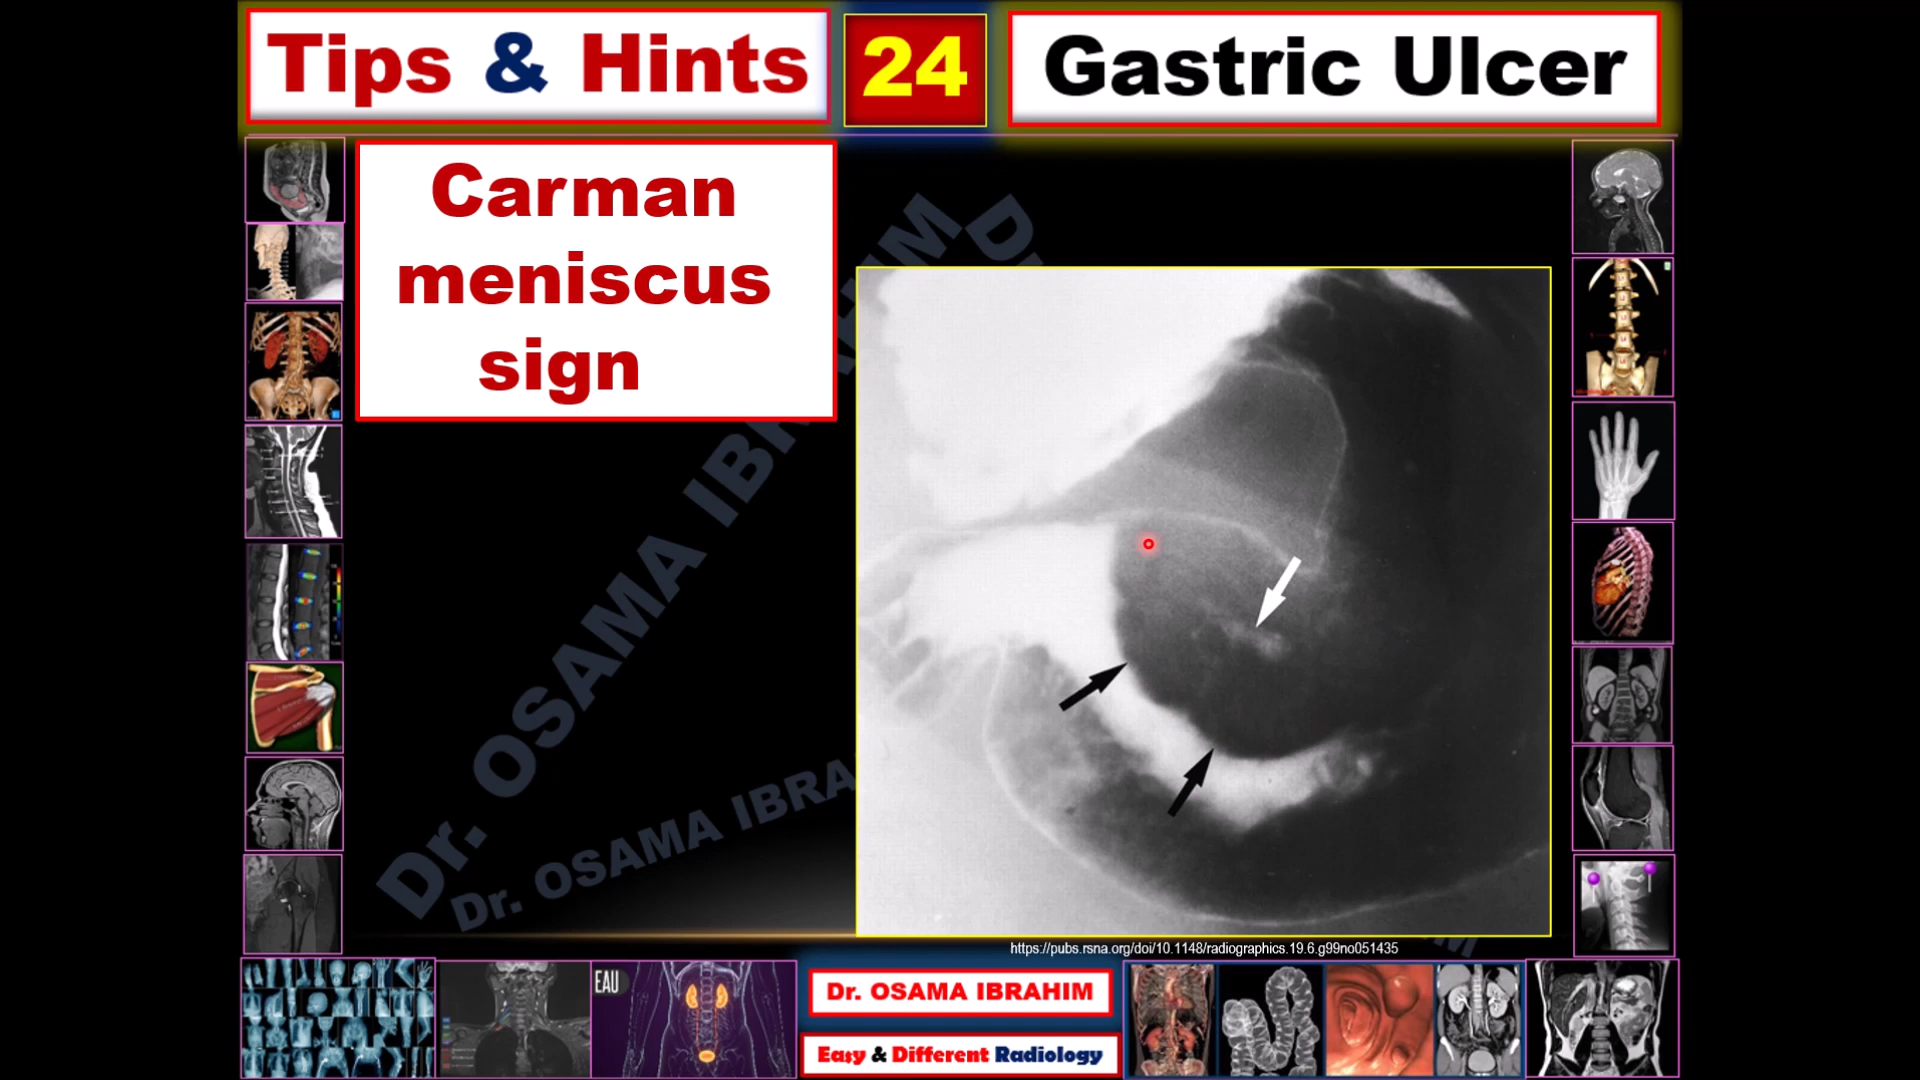 Tips & Hints
24
Gastric Ulcer
Carman
meniscus
sign
Dr. OSAMA IBRAHIM
Dr. OSAMA IBRA
https://pubs.rsna.org/doi/10.1148/radiographics.19.6.g99no051435
EAU
Dr. OSAMA IBRAHIM
Easy & Different Radiology